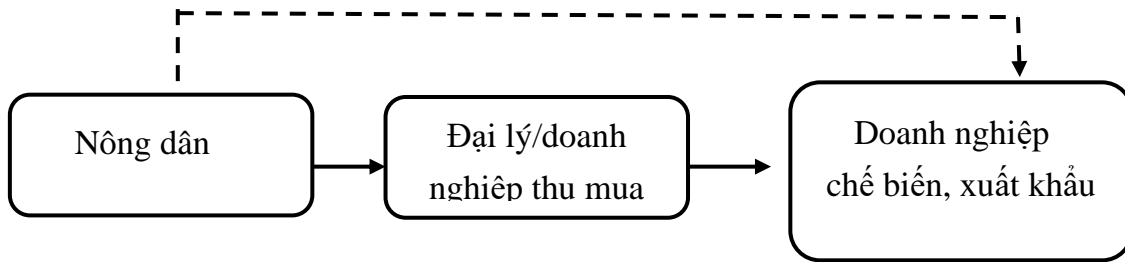 Nông dân
Đại lý/doanh
nghiệp thu mua
Doanh nghiệp
chế biến, xuất khẩu